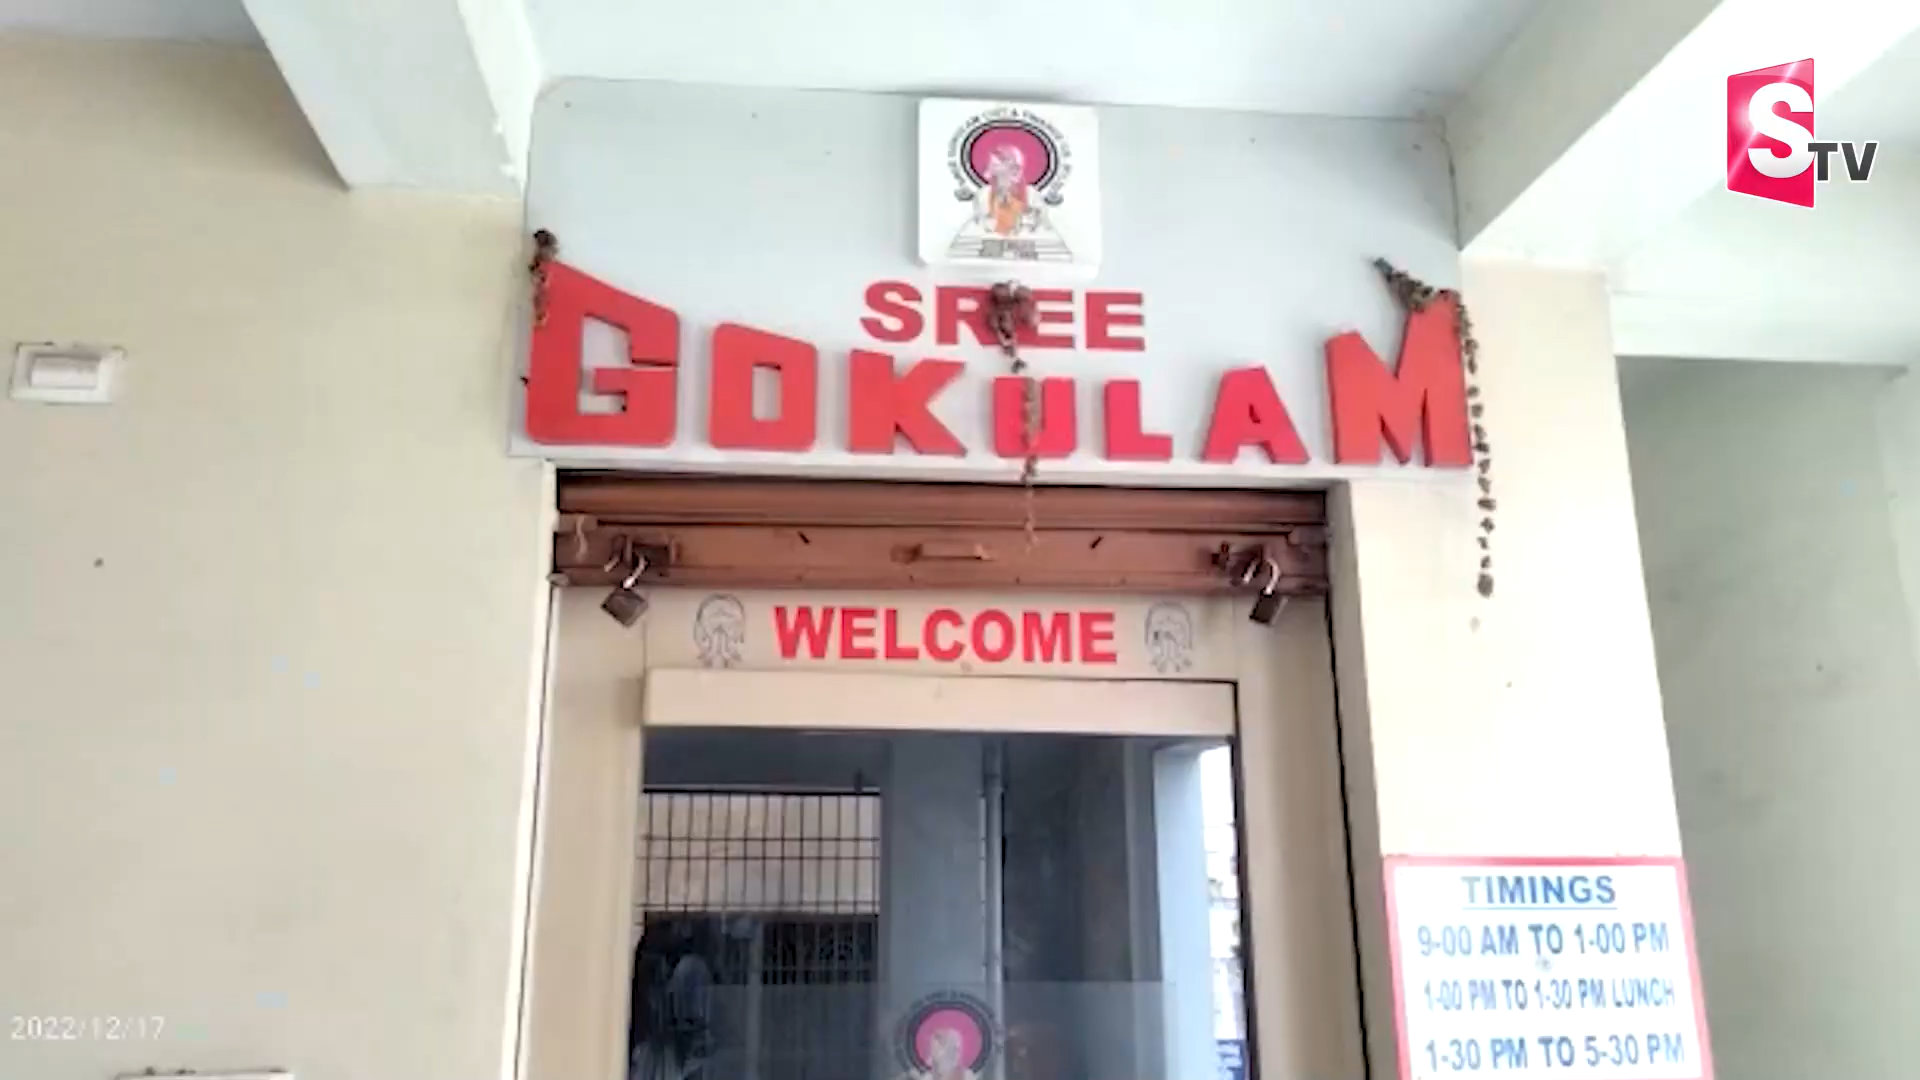 STV
SREE
GOKULAM
WELCOME
TIMINGS
9-00 AM TO 1-00 PM
1-00 PM TO 1-30 PM LUNCH
1-30 PM TO 5-30 PM
2022/12/17